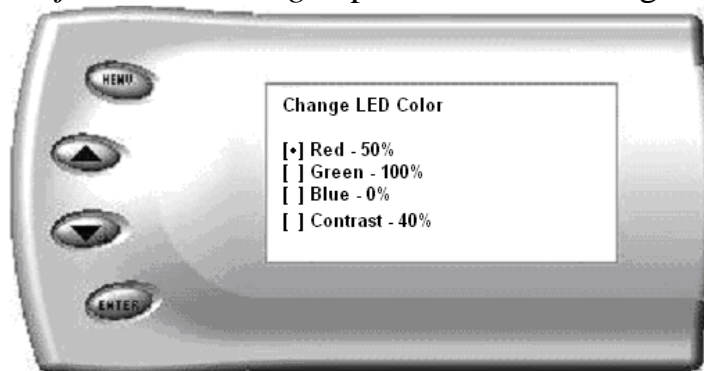 MENU
Change LED Color
[•] Red - 50%
[ ] Green - 100%
[ ] Blue - 0%
[ ] Contrast - 40%
ENTER